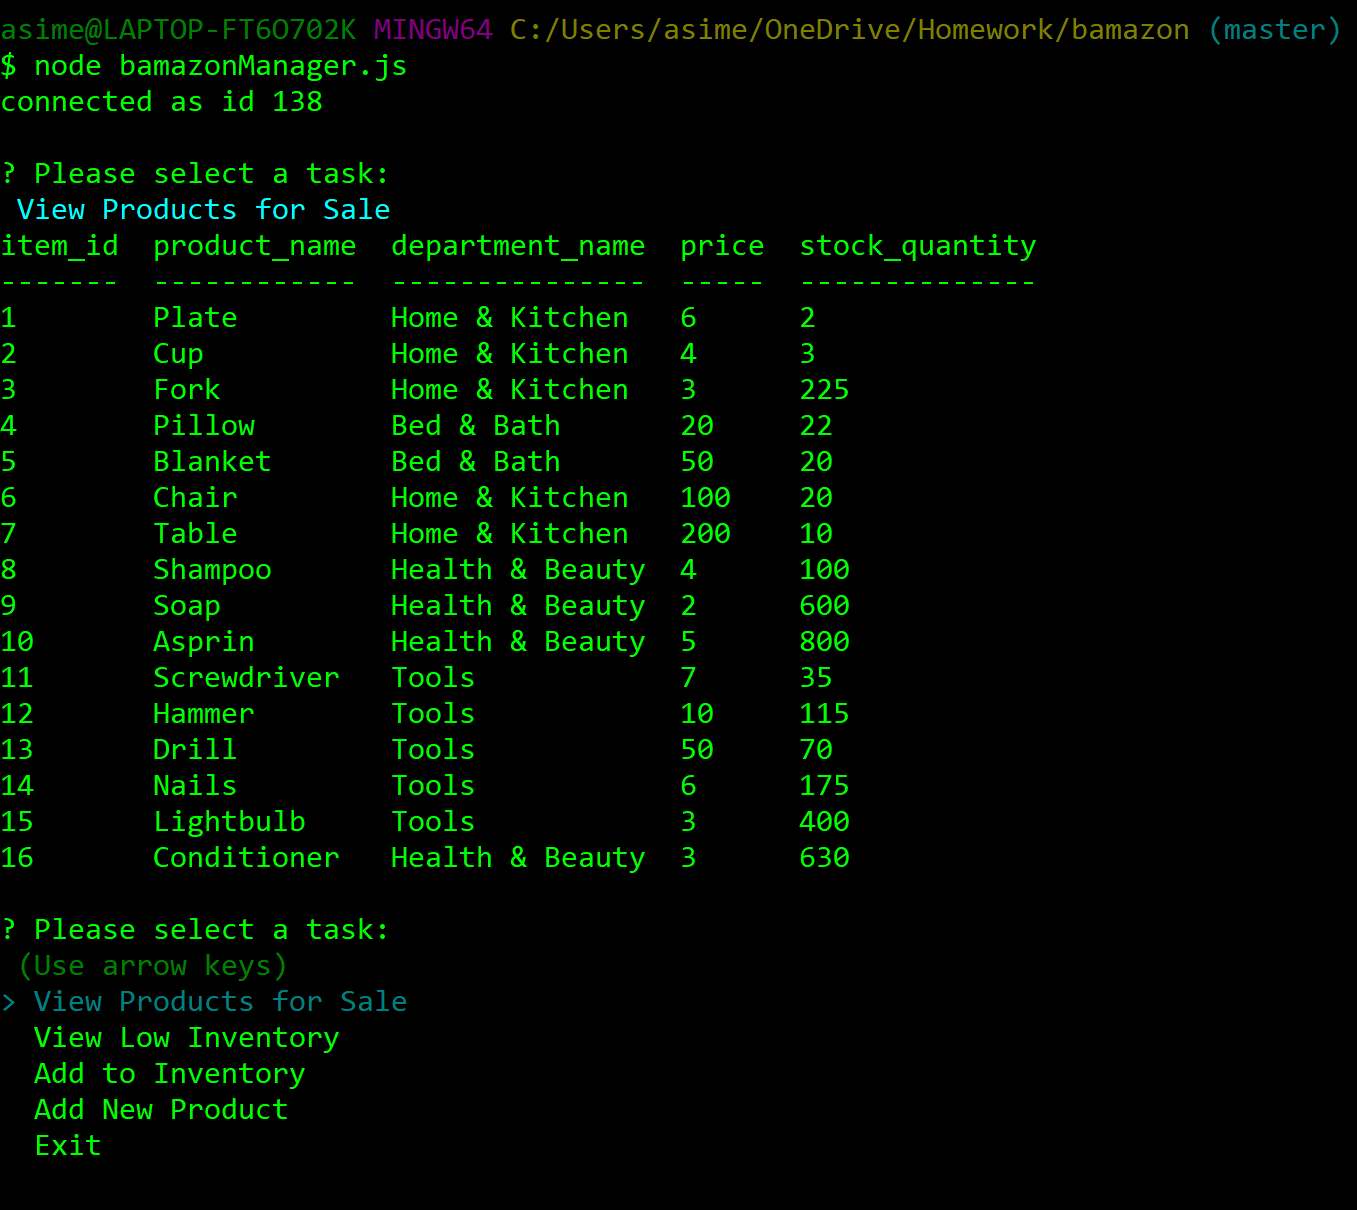 asime@LAPTOP-FT6O702K MINGW64 C:/Users/asime/OneDrive/Homework/bamazon (master)
$ node bamazonManager.js
connected as id 138
? Please select a task:
View Products for Sale
item_id  product_name  department_name  price  stock_quantity
-------  ------------  ---------------  -----  --------------
1        Plate         Home & Kitchen   6      2
2        Cup           Home & Kitchen   4      3
3        Fork          Home & Kitchen   3      225
4        Pillow        Bed & Bath       20     22
5        Blanket       Bed & Bath       50     20
6        Chair         Home & Kitchen   100    20
7        Table         Home & Kitchen   200    10
8        Shampoo       Health & Beauty  4      100
9        Soap          Health & Beauty  2      600
10       Asprin        Health & Beauty  5      800
11       Screwdriver   Tools            7      35
12       Hammer        Tools            10     115
13       Drill         Tools            50     70
14       Nails         Tools            6      175
15       Lightbulb     Tools            3      400
16       Conditioner   Health & Beauty  3      630
? Please select a task:
(Use arrow keys)
> View Products for Sale
View Low Inventory
Add to Inventory
Add New Product
Exit